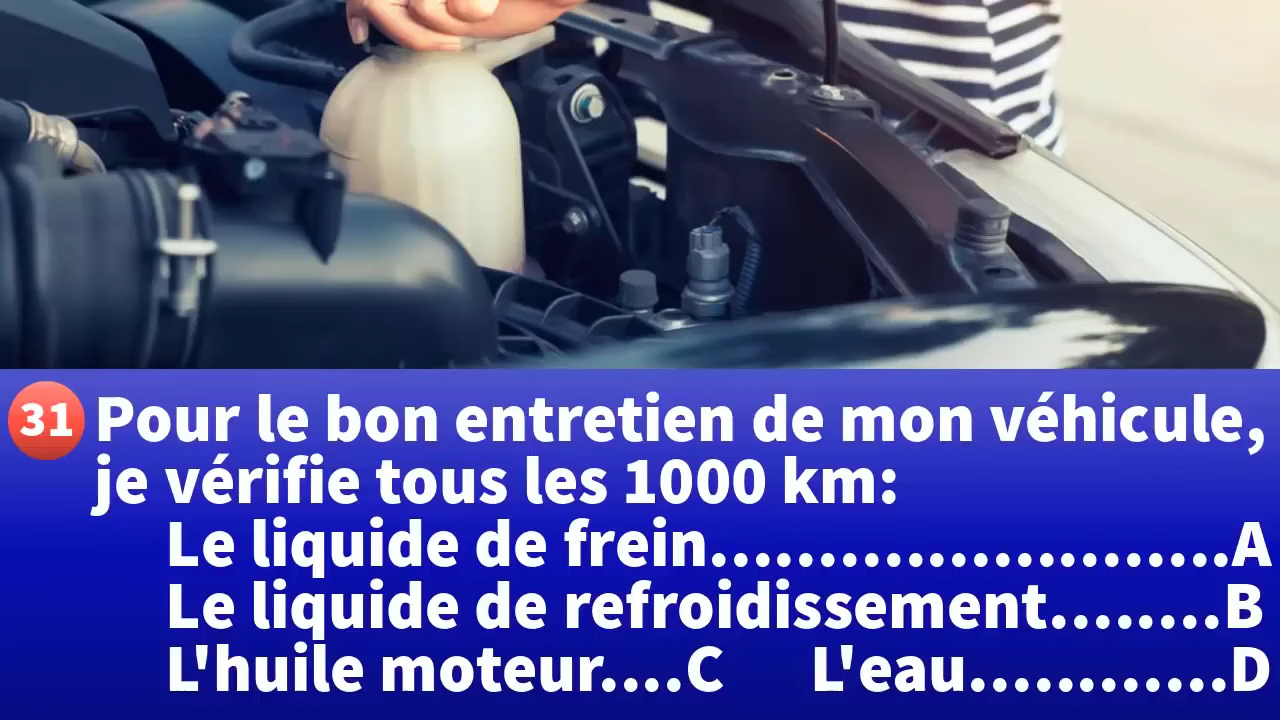 31 Pour le bon entretien de mon véhicule,
je vérifie tous les 1000 km:
Le liquide de frein........................A
Le liquide de refroidissement........B
L'huile moteur....C L'eau............D